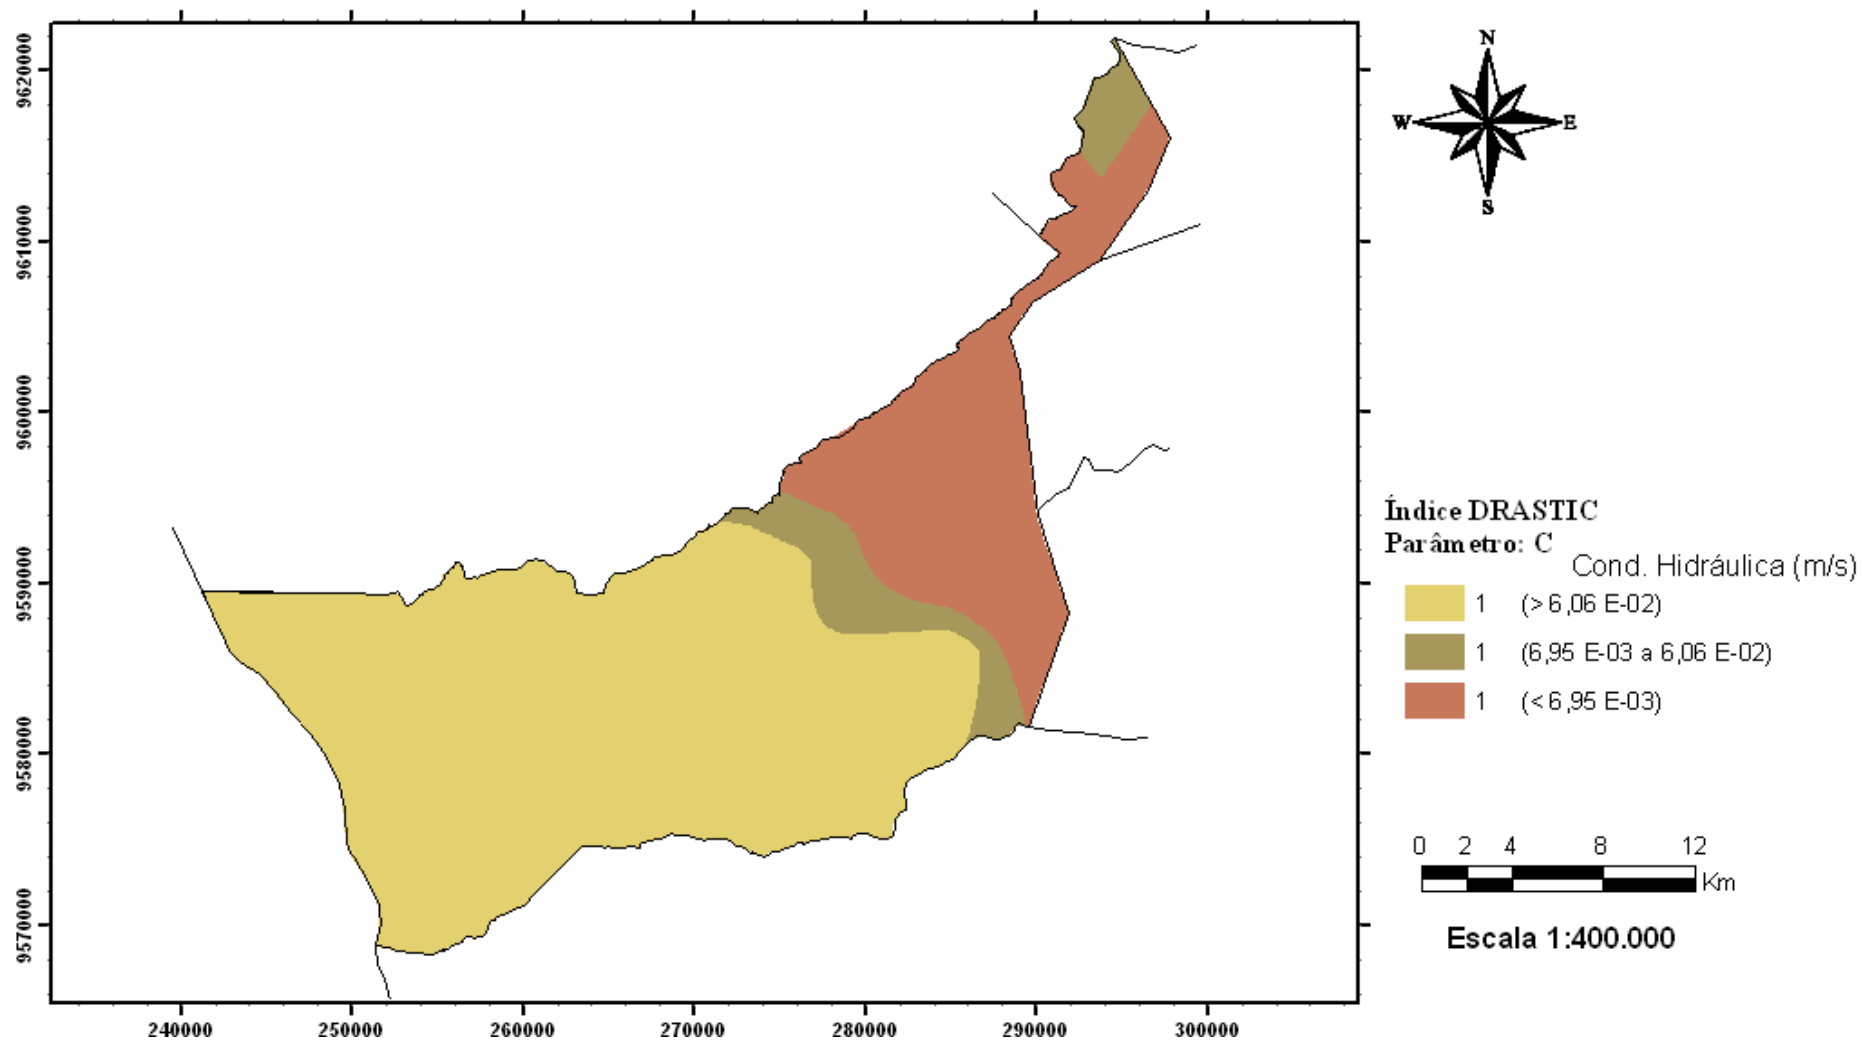 9620000
9610000
9600000
9590000
9580000
9570000
240000 250000 260000 270000 280000 290000 300000
N
W E
S
Índice DRASTIC
Parâmetro: C
Cond. Hidráulica (m/s)
1 (> 6,06 E-02)
1 (6,95 E-03 a 6,06 E-02)
1 (< 6,95 E-03)
0 2 4 8 12
Km
Escala 1:400.000